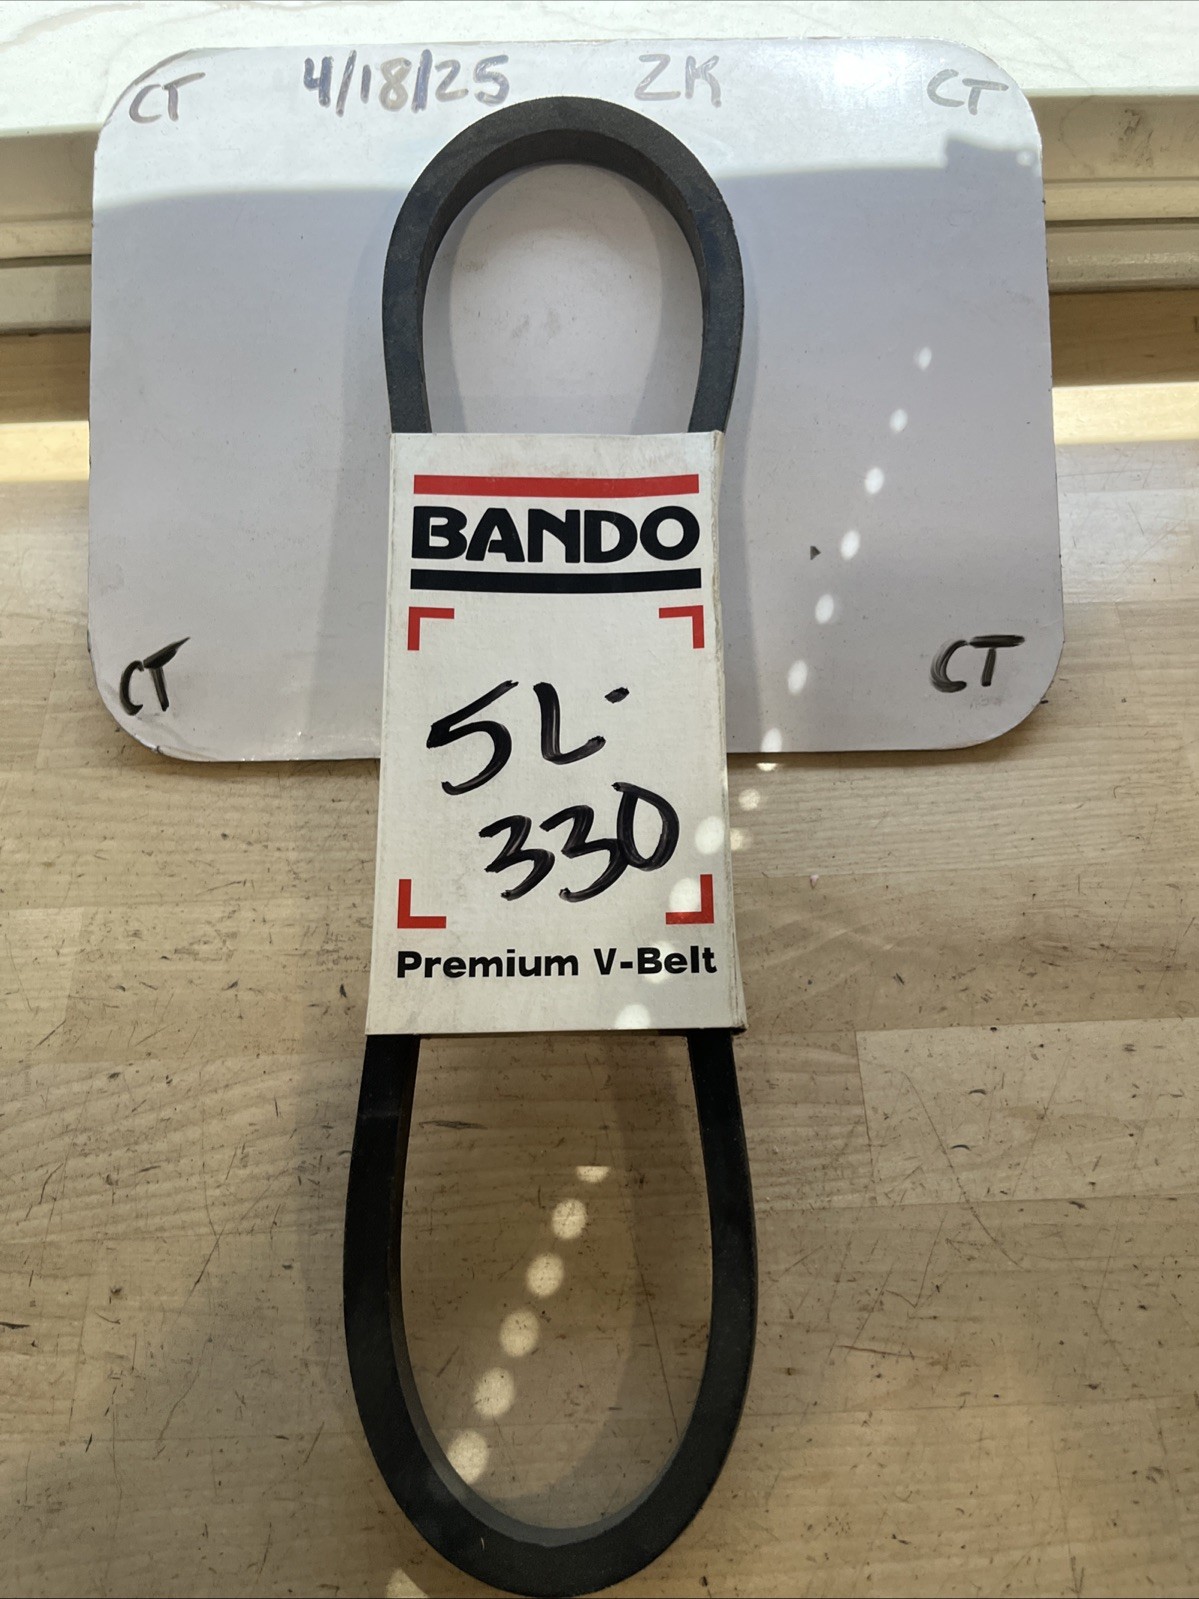 CT 4/18/25 ZK CT
BANDO
5L-
330
CT CT
Premium V-Belt